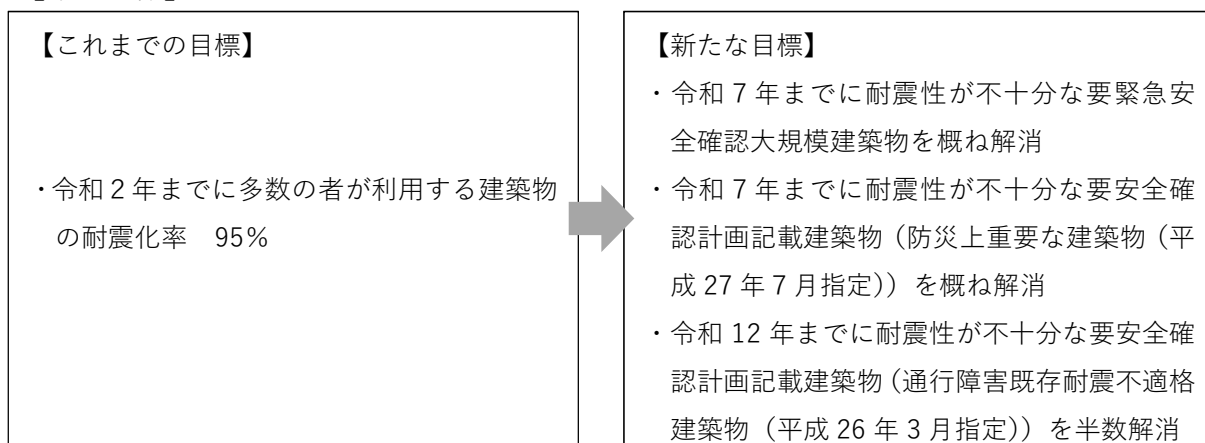 【これまでの目標】
・令和２年までに多数の者が利用する建築物
の耐震化率　95％
【新たな目標】
・令和７年までに耐震性が不十分な要緊急安
全確認大規模建築物を概ね解消
・令和７年までに耐震性が不十分な要安全確
認計画記載建築物（防災上重要な建築物（平
成 27 年７月指定））を概ね解消
・令和 12 年までに耐震性が不十分な要安全確
認計画記載建築物（通行障害既存耐震不適格
建築物（平成 26 年３月指定））を半数解消